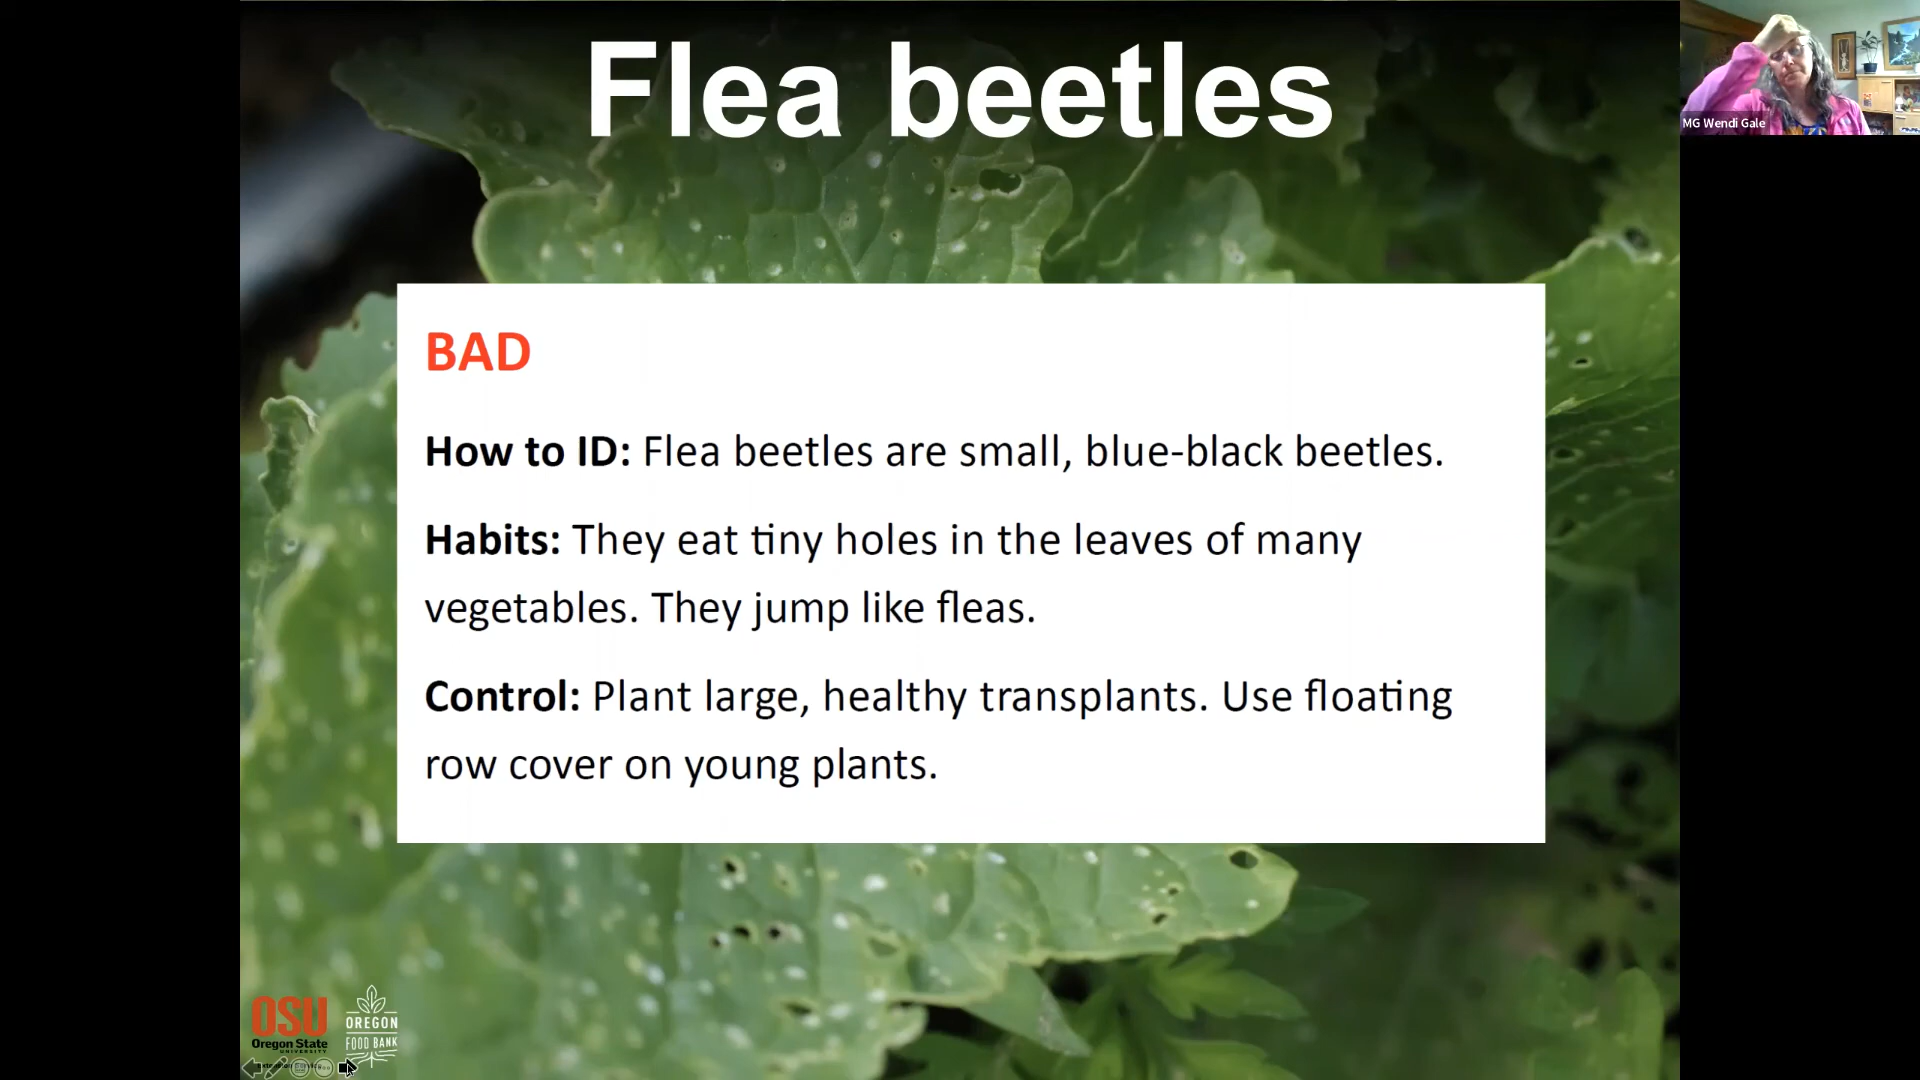 Flea beetles
MG Wendi Gale
BAD
How to ID: Flea beetles are small, blue-black beetles.
Habits: They eat tiny holes in the leaves of many
vegetables. They jump like fleas.
Control: Plant large, healthy transplants. Use floating
row cover on young plants.
OSU
Oregon State
UNIVERSITY
OREGON
FOOD BANK